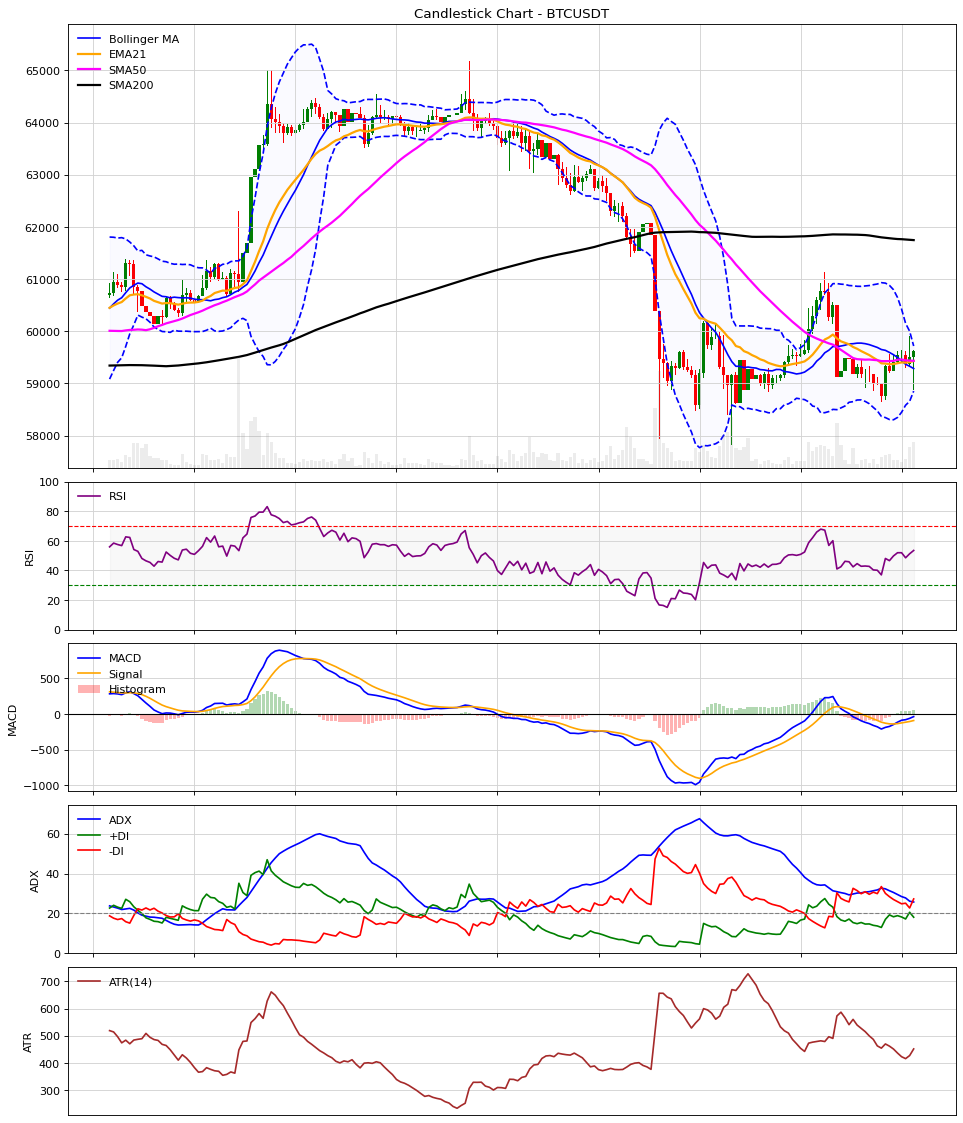 Candlestick Chart - BTCUSDT
Bollinger MA
EMA21
SMA50
SMA200
65000
64000
63000
62000
61000
60000
59000
58000
RSI
100
80
60
40
20
0
RSI
MACD
Signal
Histogram
500
0
−500
−1000
MACD
ADX
+DI
-DI
60
40
20
0
ADX
ATR(14)
700
600
500
400
300
ATR